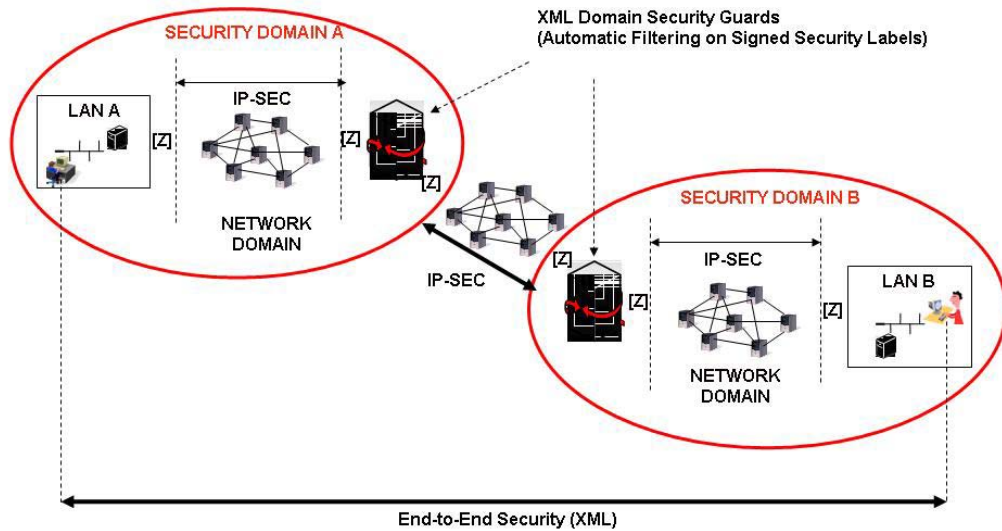 XML Domain Security Guards
(Automatic Filtering on Signed Security Labels)
SECURITY DOMAIN A
LAN A
[Z]
IP-SEC
NETWORK
DOMAIN
[Z]
[Z]
IP-SEC
SECURITY DOMAIN B
[Z]
[Z]
IP-SEC
NETWORK
DOMAIN
[Z]
LAN B
End-to-End Security (XML)